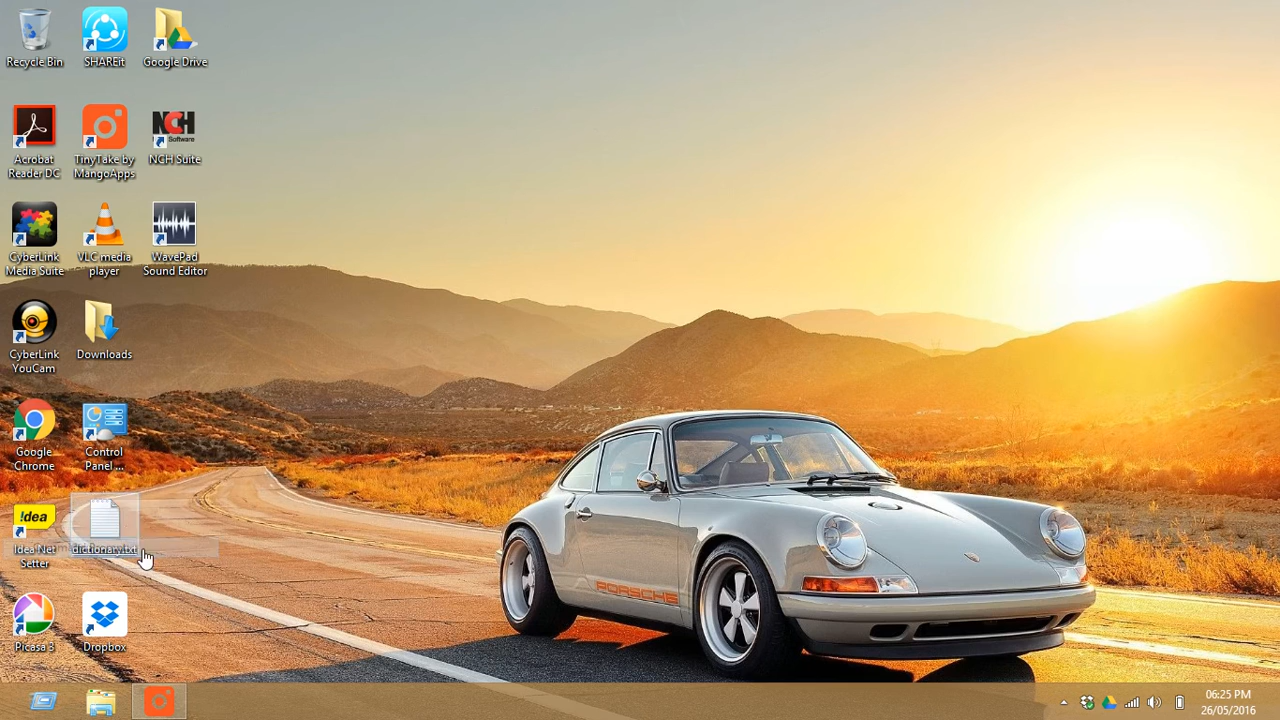 Recycle Bin
SHAREit
Google Drive
Acrobat
Reader DC
TinyTake by
MangoApps
NCH
Software
NCH Suite
CyberLink
Media Suite
VLC media
player
WavePad
Sound Editor
CyberLink
YouCam
Downloads
Google
Chrome
Control
Panel ...
!dea
Idea Net
Setter
dictionary.txt
Picasa 3
Dropbox
PORSCHE
06:25 PM
26/05/2016